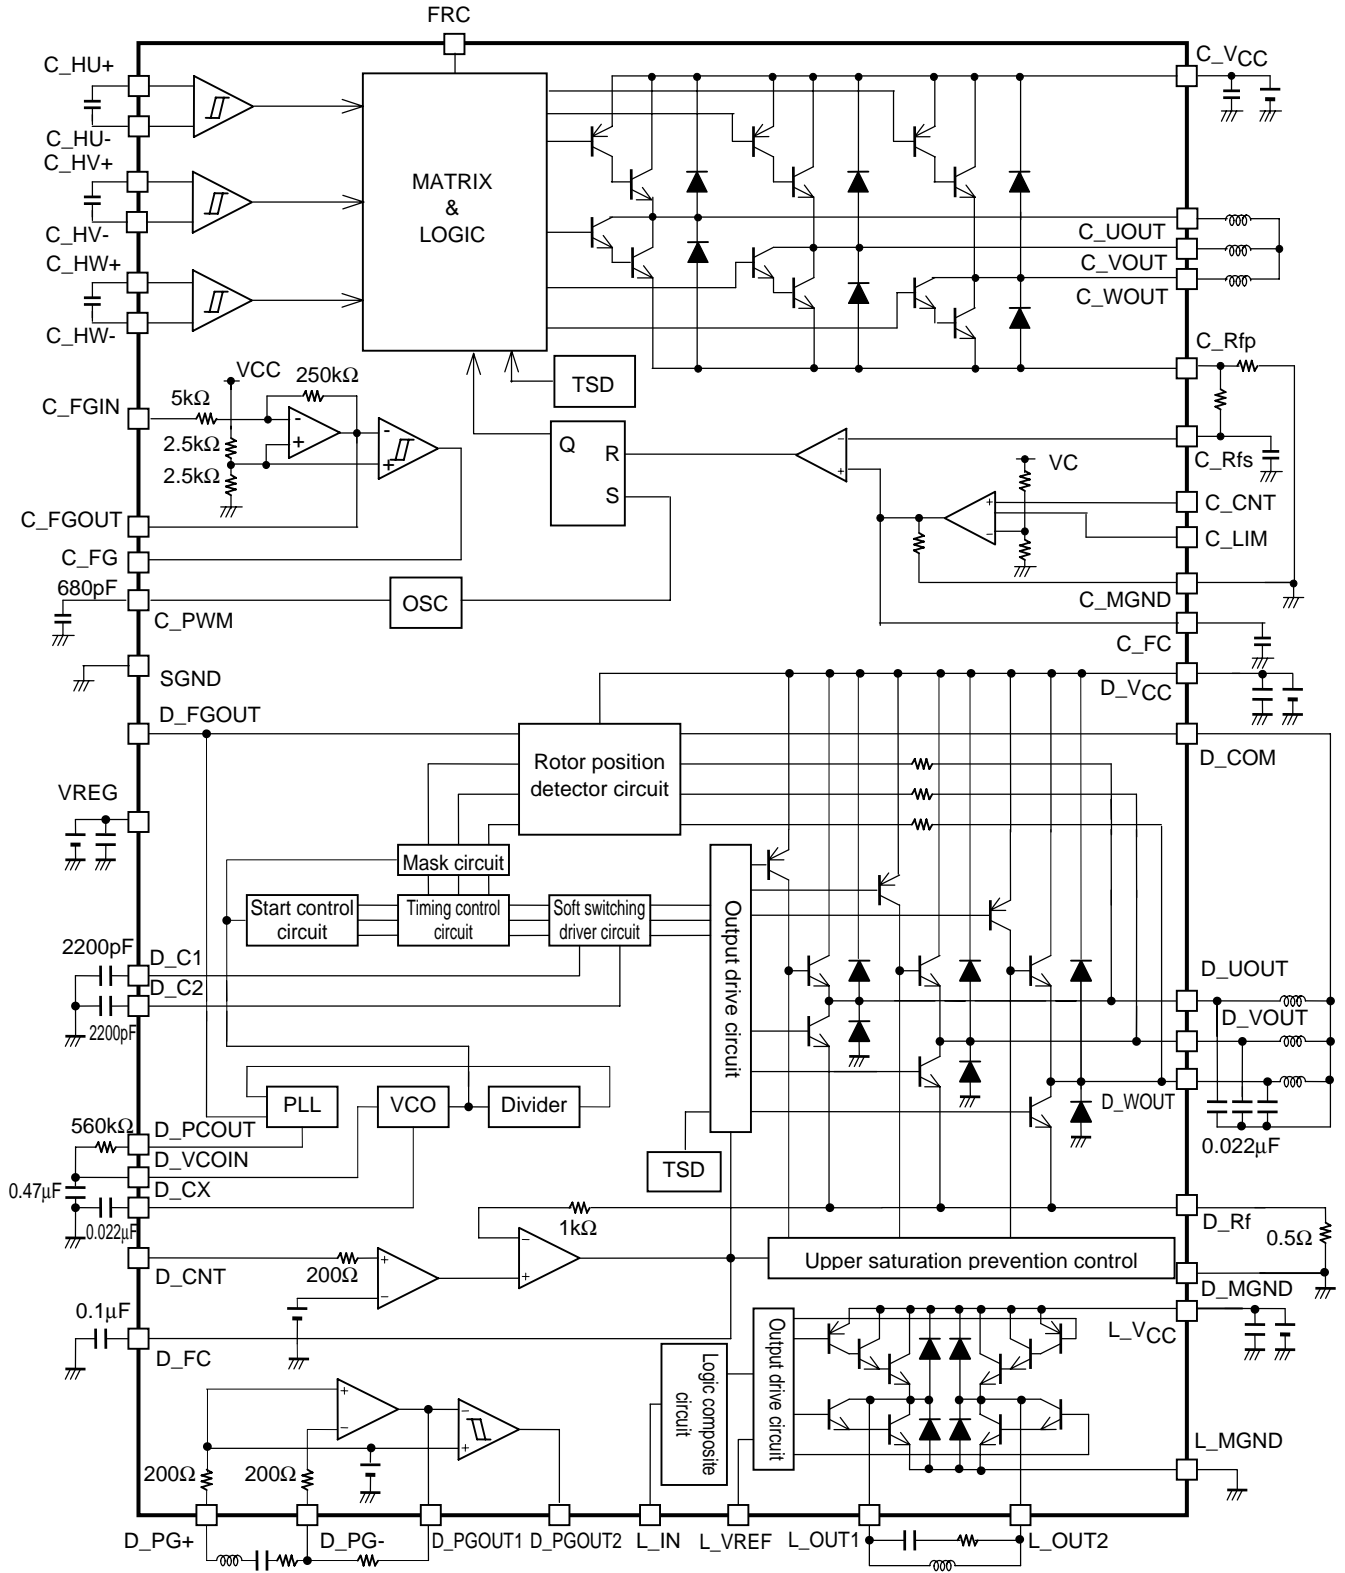 FRC
C_HU+
C_VCC
C_HU-
C_HV+
MATRIX
&
LOGIC
C_HV-
C_UOUT
C_HW+
C_VOUT
C_WOUT
C_HW-
C_Rfp
VCC
250kΩ
TSD
C_FGIN
5kΩ
-
+
-
+
2.5kΩ
2.5kΩ
Q
R
S
-
+
C_Rfs
VC
C_CNT
+
-
C_LIM
C_FGOUT
C_FG
680pF
OSC
C_PWM
C_MGND
C_FC
SGND
D_VCC
D_FGOUT
Rotor position
detector circuit
D_COM
VREG
Mask circuit
Start control
circuit
Timing control
circuit
Soft switching
driver circuit
Output drive circuit
2200pF
D_C1
D_C2
2200pF
D_UOUT
D_VOUT
D_WOUT
0.022µF
PLL
VCO
Divider
560kΩ
D_PCOUT
D_VCOIN
TSD
0.47µF
D_CX
0.022µF
1kΩ
D_Rf
0.5Ω
D_CNT
200Ω
+
-
-
+
Upper saturation prevention control
D_MGND
0.1µF
D_FC
L_VCC
Logic composite
circuit
Output drive circuit
+
-
-
+
L_MGND
200Ω
200Ω
D_PG+
D_PG-
D_PGOUT1
D_PGOUT2
L_IN
L_VREF
L_OUT1
L_OUT2